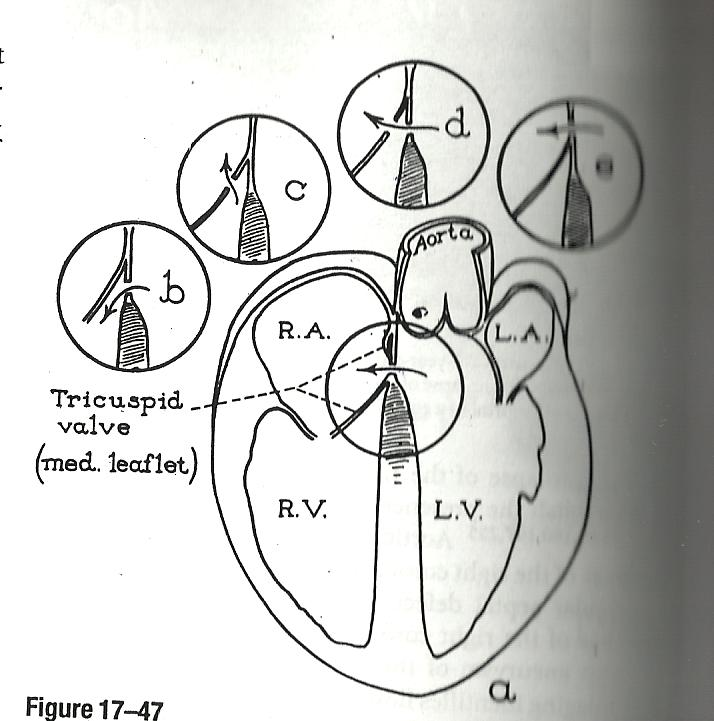 d
e
c
b
Aorta
R.A.
L.A.
Tricuspid
valve
(med. leaflet)
R.V.
L.V.
a
Figure 17–47